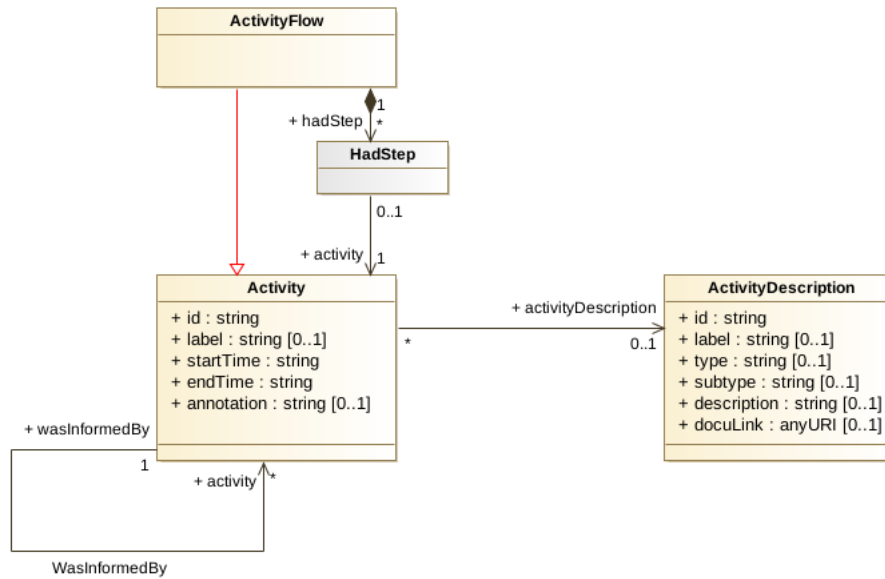 ActivityFlow
1
+ hadStep
*
HadStep
0..1
+ activity
1
Activity
+ id : string
+ label : string [0..1]
+ startTime : string
+ endTime : string
+ annotation : string [0..1]
+ activityDescription
*
0..1
ActivityDescription
+ id : string
+ label : string [0..1]
+ type : string [0..1]
+ subtype : string [0..1]
+ description : string [0..1]
+ docuLink : anyURI [0..1]
+ wasInformedBy
1
+ activity
*
WasInformedBy